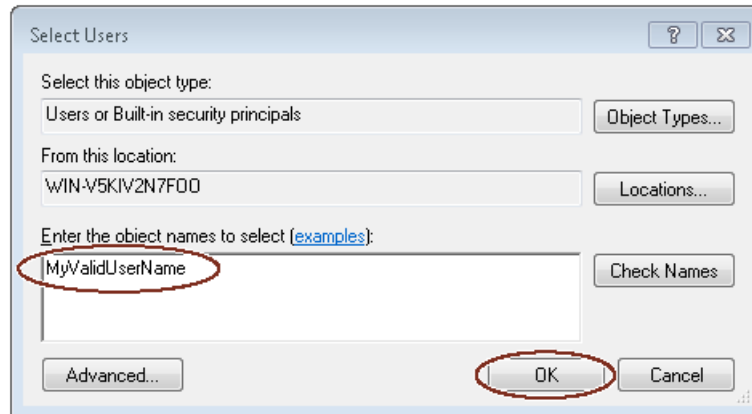 Select Users
Select this object type:
Users or Built-in security principals
Object Types...
From this location:
WIN-V5KIV2N7FOO
Locations...
Enter the object names to select (examples):
MyValidUserName
Check Names
Advanced...
OK
Cancel